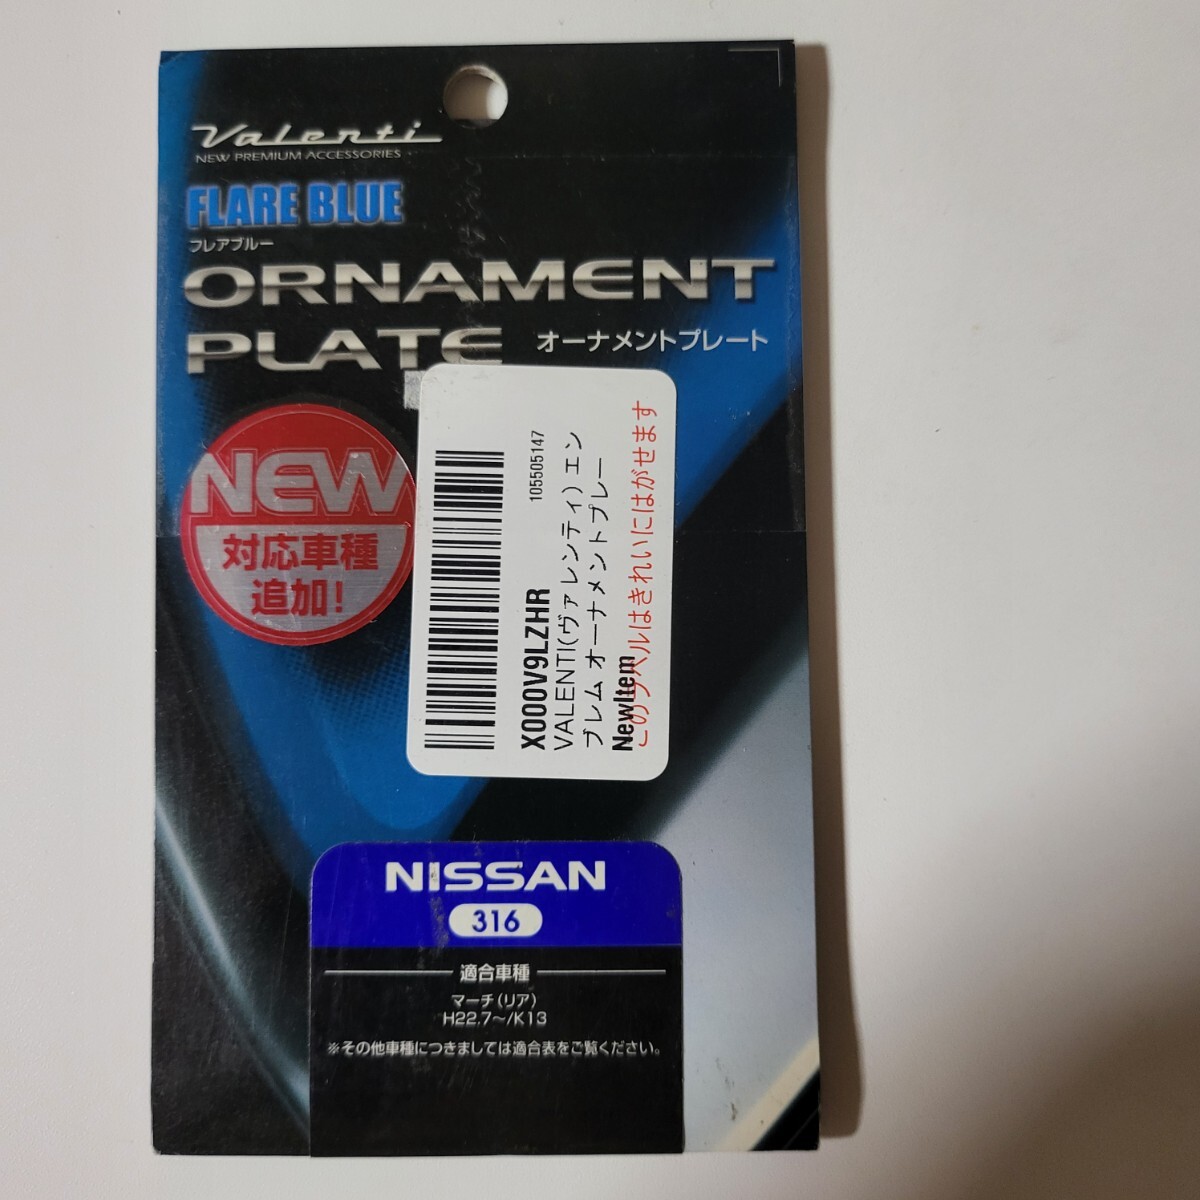 Valenti
NEW PREMIUM ACCESSORIES
FLARE BLUE
フレアブルー
ORNAMENT
PLATE
オーナメントプレート
NEW
対応車種
追加!
105505147
X000V9LZHR
VALENTI(ヴァレンティ) エン
ブレム オーナメントプレー
NewItem
このラベルはきれいにはがせます
NISSAN
316
適合車種
マーチ(リア)
H22.7～/K13
※その他車種につきましては適合表をご覧ください。